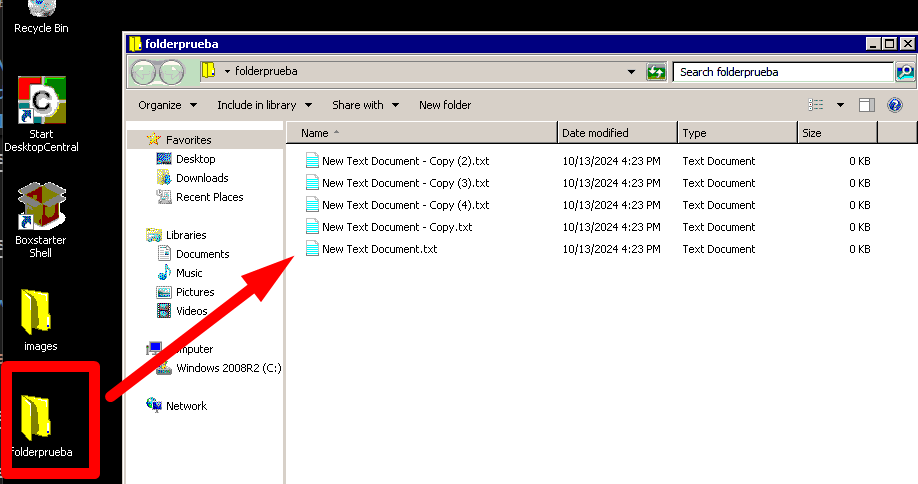 Recycle Bin
Start
DesktopCentral
Boxstarter
Shell
images
folderprueba
folderprueba
folderprueba
Search folderprueba
Organize
Include in library
Share with
New folder
Favorites
Desktop
Downloads
Recent Places
Libraries
Documents
Music
Pictures
Videos
Computer
Windows 2008R2 (C:)
Network
Name Date modified Type Size
New Text Document - Copy (2).txt 10/13/2024 4:23 PM Text Document 0 KB
New Text Document - Copy (3).txt 10/13/2024 4:23 PM Text Document 0 KB
New Text Document - Copy (4).txt 10/13/2024 4:23 PM Text Document 0 KB
New Text Document - Copy.txt 10/13/2024 4:23 PM Text Document 0 KB
New Text Document.txt 10/13/2024 4:23 PM Text Document 0 KB